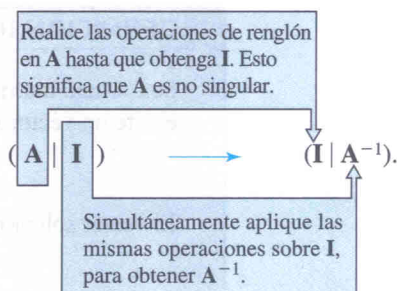 Realice las operaciones de renglón
en A hasta que obtenga I. Esto
significa que A es no singular.
( A | I ) ⟶ (I | A⁻¹).
Simultáneamente aplique las
mismas operaciones sobre I,
para obtener A⁻¹.